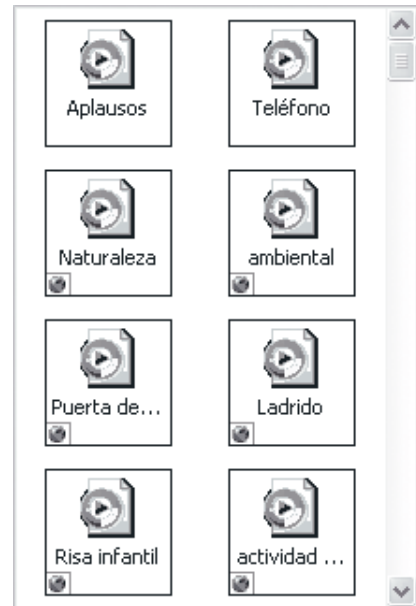 Aplausos
Teléfono
Naturaleza
ambiental
Puerta de...
Ladrido
Risa infantil
actividad ...